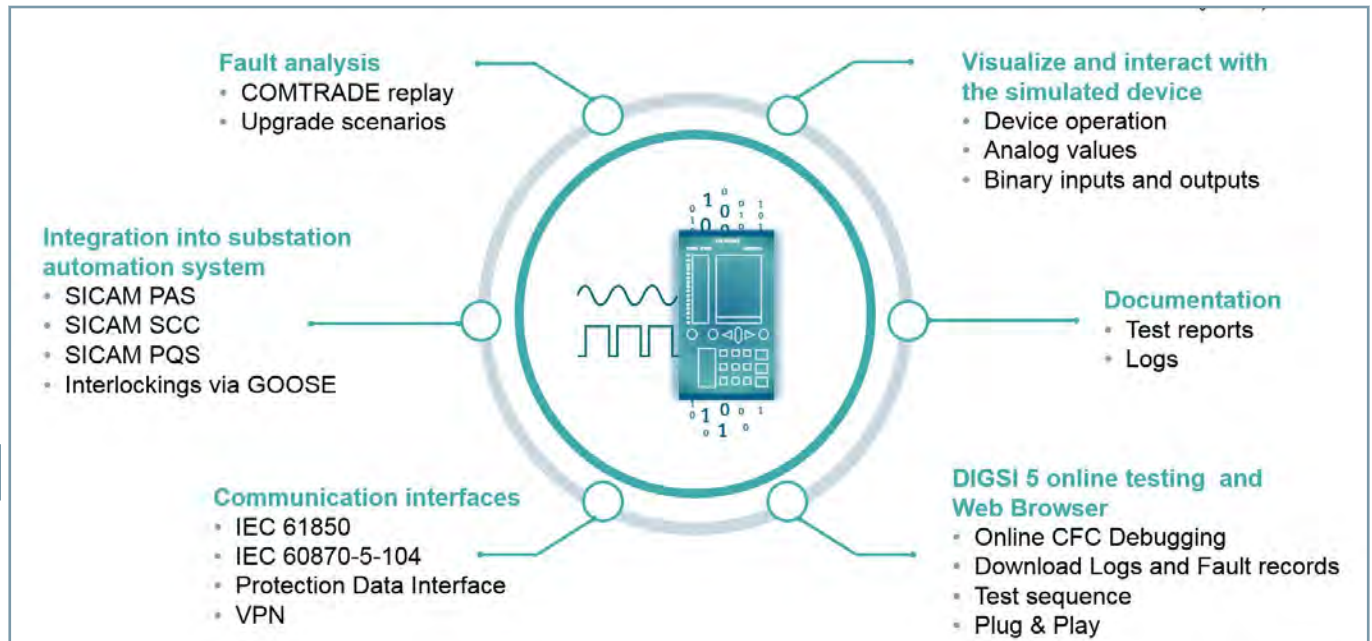 Fault analysis
• COMTRADE replay
• Upgrade scenarios
Visualize and interact with
the simulated device
• Device operation
• Analog values
• Binary inputs and outputs
Integration into substation
automation system
• SICAM PAS
• SICAM SCC
• SICAM PQS
• Interlockings via GOOSE
Documentation
• Test reports
• Logs
Communication interfaces
• IEC 61850
• IEC 60870-5-104
• Protection Data Interface
• VPN
DIGSI 5 online testing and
Web Browser
• Online CFC Debugging
• Download Logs and Fault records
• Test sequence
• Plug & Play